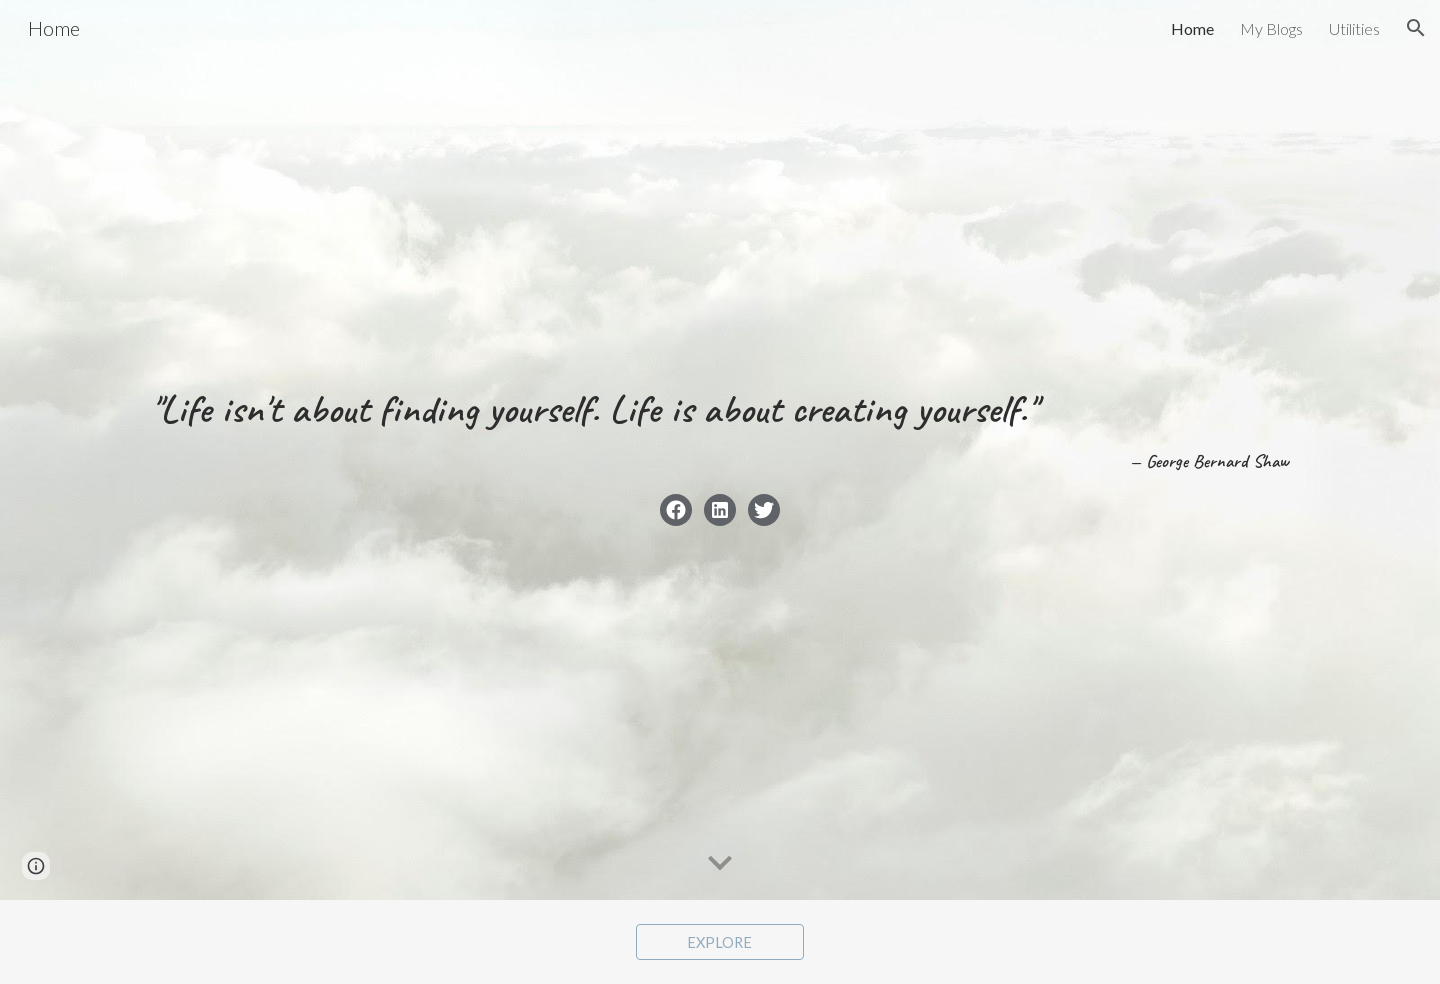 Home
Home My Blogs Utilities
"Life isn't about finding yourself. Life is about creating yourself."
– George Bernard Shaw
EXPLORE